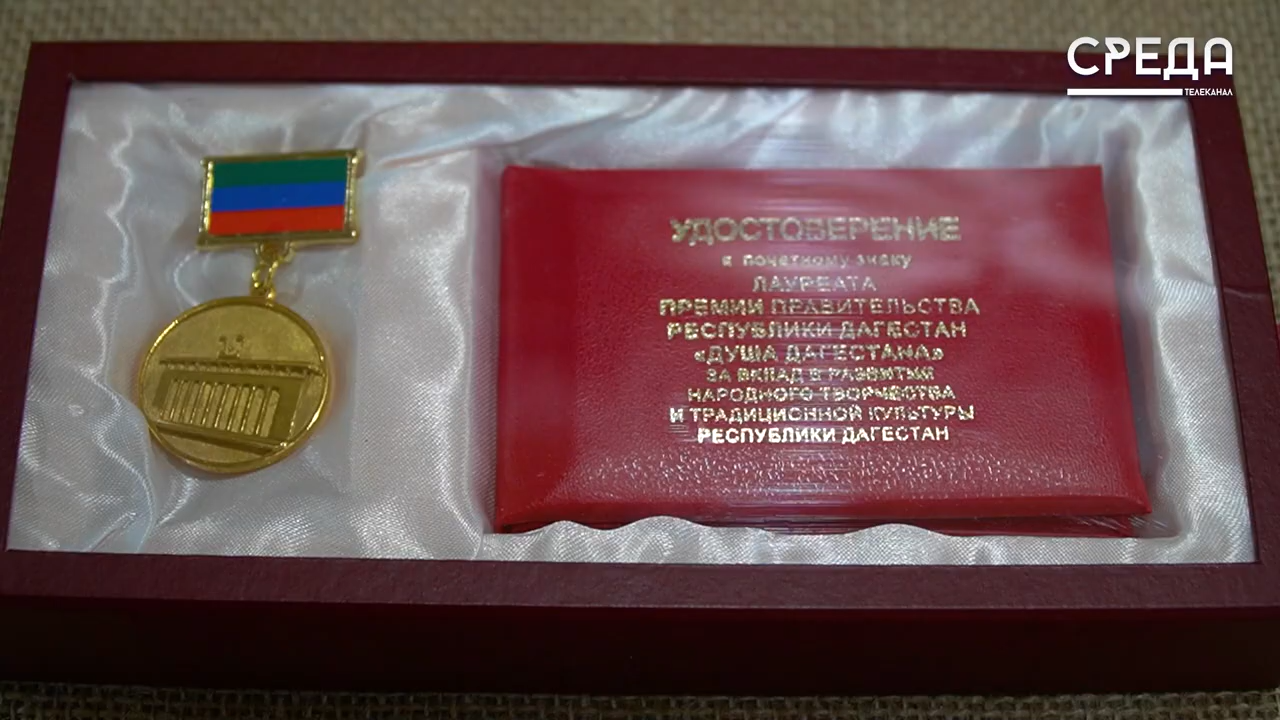 СРЕДА
ТЕЛЕКАНАЛ
УДОСТОВЕРЕНИЕ
к почетному знаку
ЛАУРЕАТА
ПРЕМИИ ПРАВИТЕЛЬСТВА
РЕСПУБЛИКИ ДАГЕСТАН
«ДУША ДАГЕСТАНА»
ЗА ВКЛАД В РАЗВИТИИ
НАРОДНОГО ТВОРЧЕСТВА
И ТРАДИЦИОННОЙ КУЛЬТУРЫ
РЕСПУБЛИКИ ДАГЕСТАН